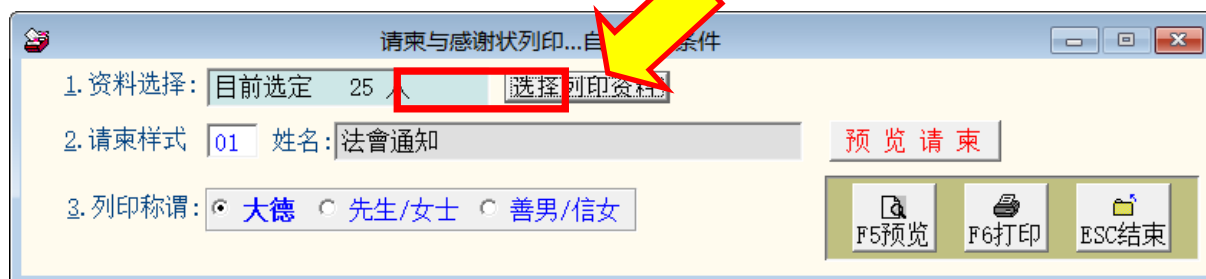 请柬与感谢状列印...自 条件
1.资料选择: 目前选定 25 人 选择列印资料
2.请柬样式 01 姓名: 法會通知 预览请柬
3.列印称谓: 大德 先生/女士 善男/信女
F5预览 F6打印 ESC结束